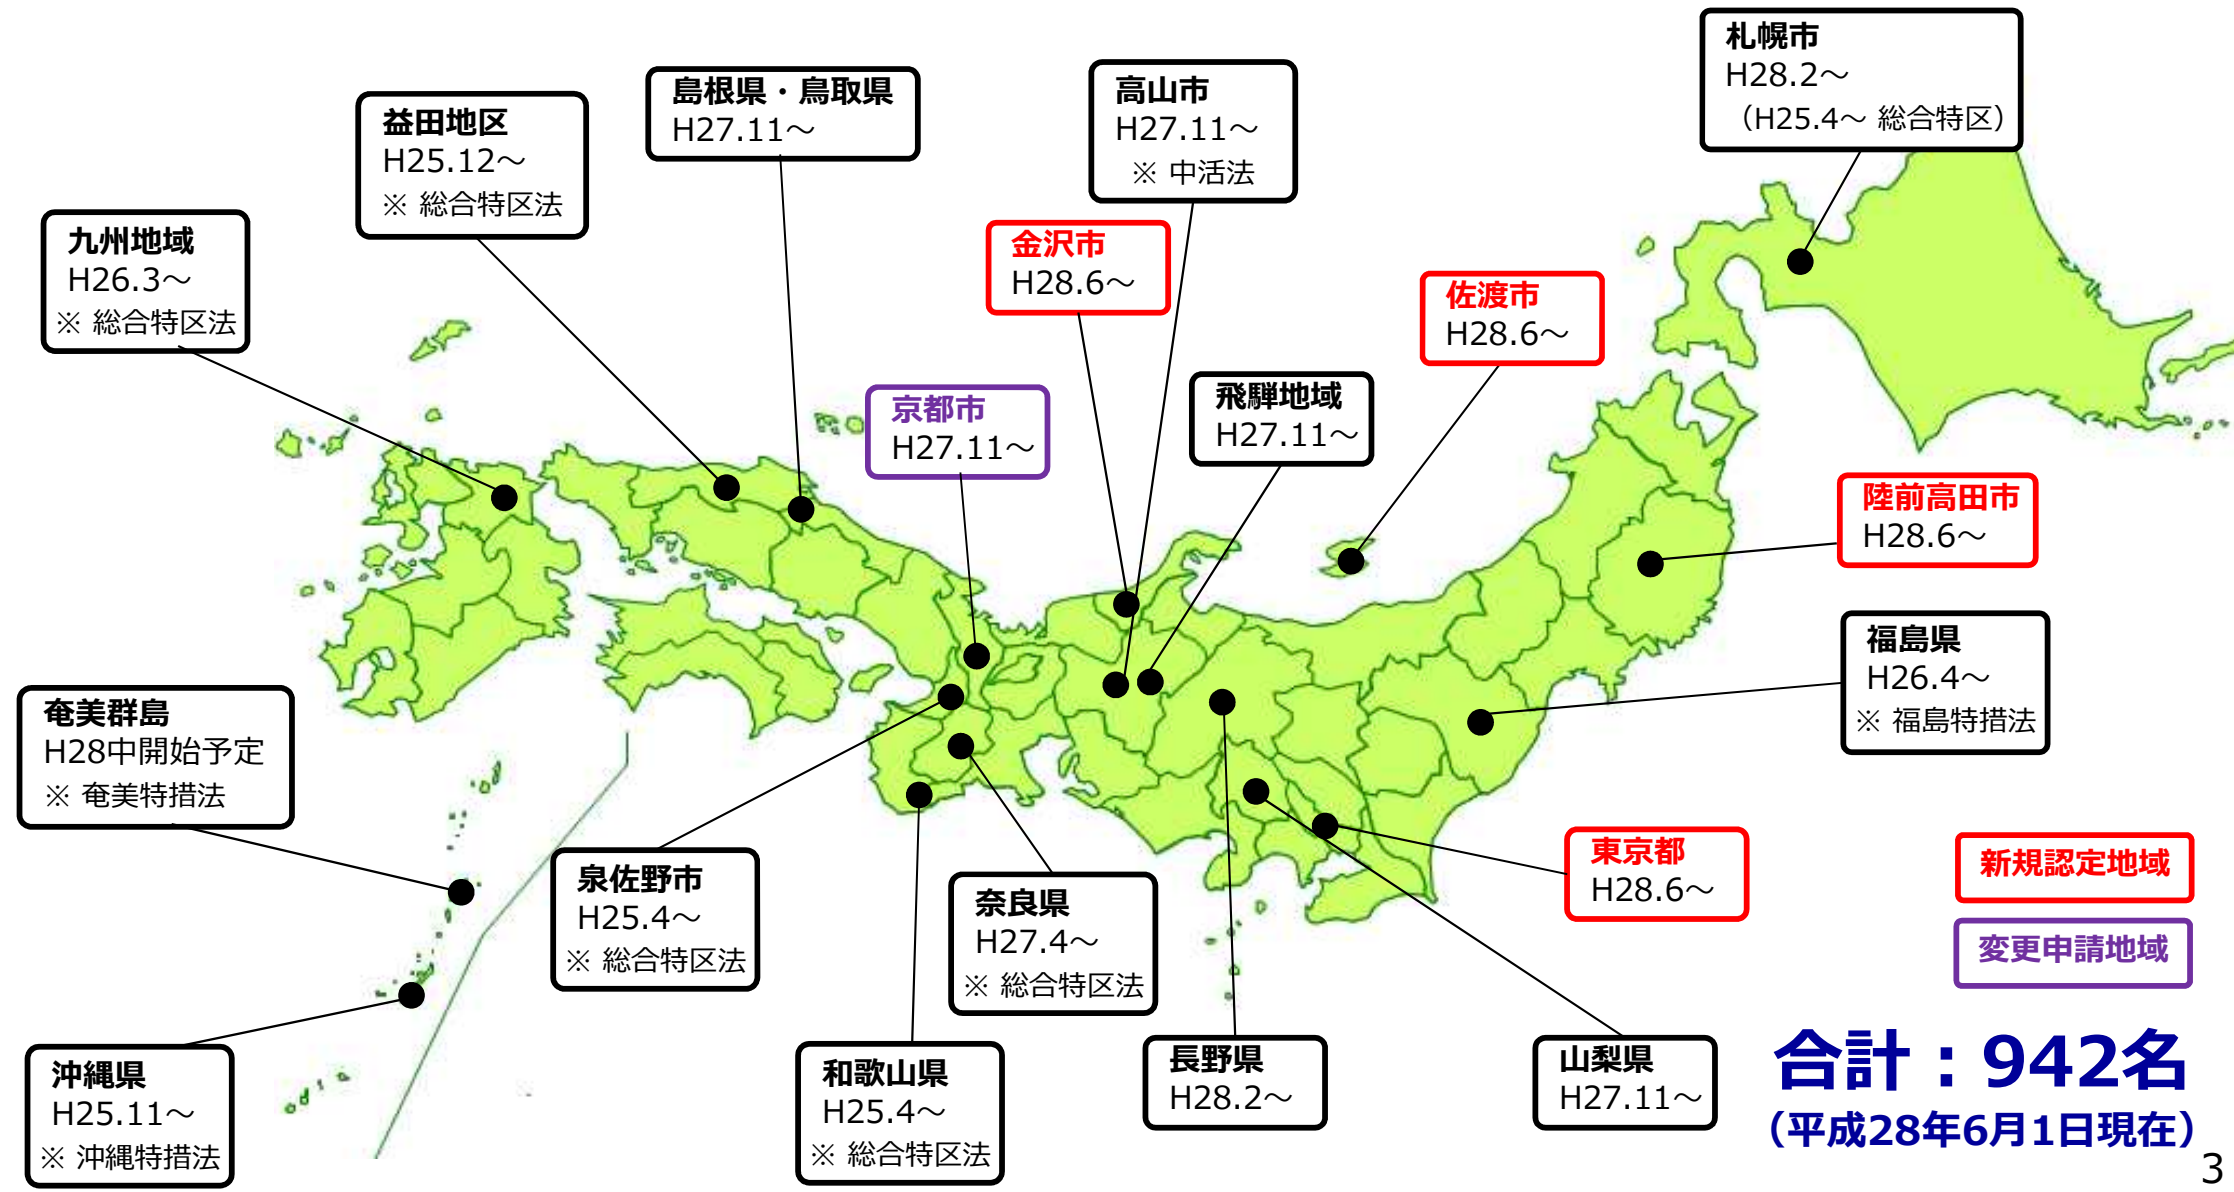 札幌市
H28.2～
（H25.4～ 総合特区）
島根県・鳥取県
H27.11～
高山市
H27.11～
※ 中活法
益田地区
H25.12～
※ 総合特区法
九州地域
H26.3～
※ 総合特区法
金沢市
H28.6～
佐渡市
H28.6～
京都市
H27.11～
飛騨地域
H27.11～
陸前高田市
H28.6～
福島県
H26.4～
※ 福島特措法
奄美群島
H28中開始予定
※ 奄美特措法
泉佐野市
H25.4～
※ 総合特区法
奈良県
H27.4～
※ 総合特区法
東京都
H28.6～
新規認定地域
変更申請地域
沖縄県
H25.11～
※ 沖縄特措法
和歌山県
H25.4～
※ 総合特区法
長野県
H28.2～
山梨県
H27.11～
合計：942名
（平成28年6月1日現在）
3